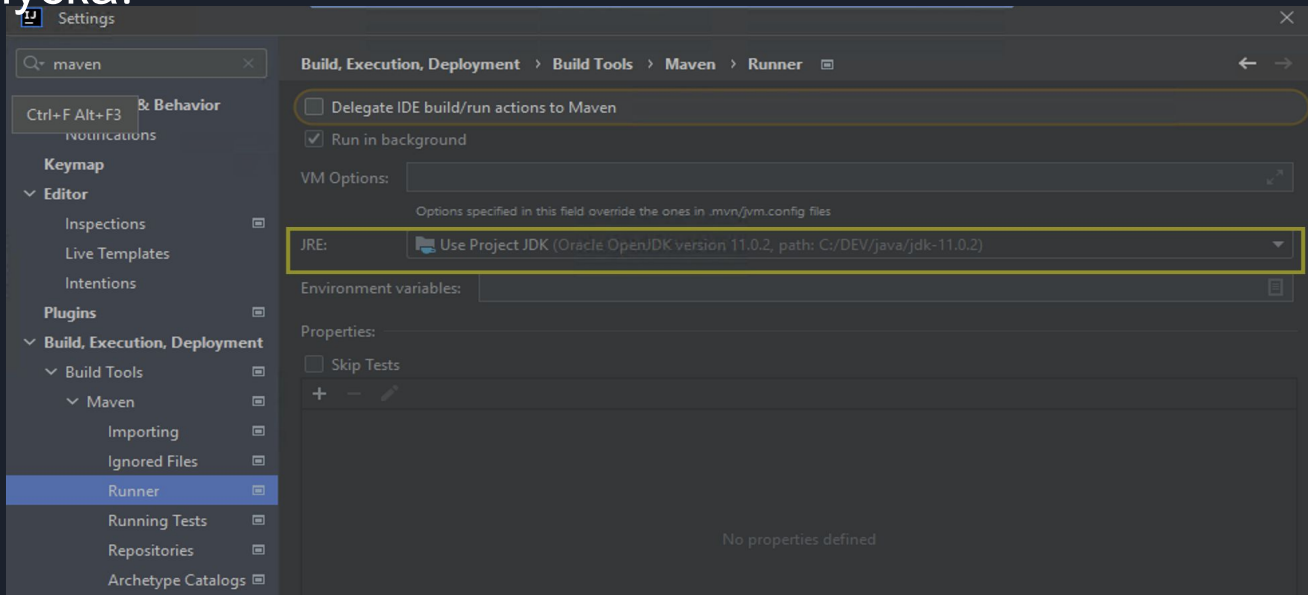 Settings
maven
Build, Execution, Deployment > Build Tools > Maven > Runner
Ctrl+F Alt+F3
& Behavior
Notifications
Keymap
Editor
Inspections
Live Templates
Intentions
Plugins
Build, Execution, Deployment
Build Tools
Maven
Importing
Ignored Files
Runner
Running Tests
Repositories
Archetype Catalogs
Delegate IDE build/run actions to Maven
Run in background
VM Options:
Options specified in this field override the ones in .mvn/jvm.config files
JRE: Use Project JDK (Oracle OpenJDK version 11.0.2, path: C:/DEV/java/jdk-11.0.2)
Environment variables:
Properties:
Skip Tests
No properties defined